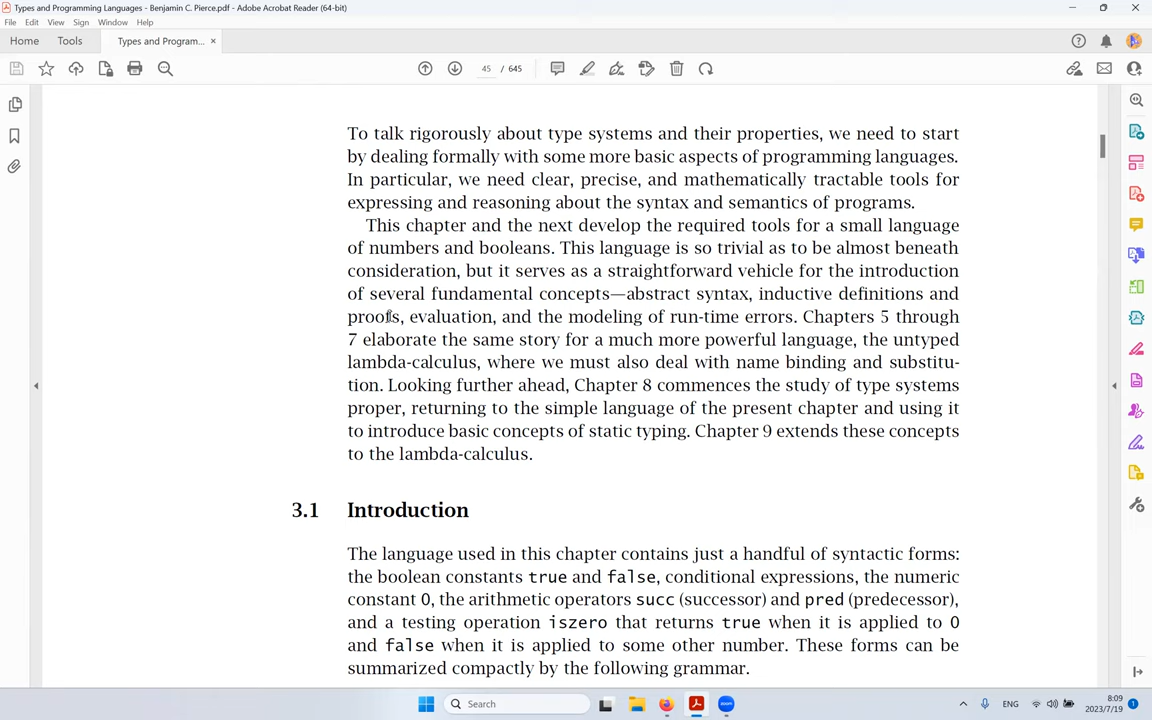 Types and Programming Languages - Benjamin C. Pierce.pdf - Adobe Acrobat Reader (64-bit)
File Edit View Sign Window Help
Home Tools Types and Program... ×
45 / 645
To talk rigorously about type systems and their properties, we need to start
by dealing formally with some more basic aspects of programming languages.
In particular, we need clear, precise, and mathematically tractable tools for
expressing and reasoning about the syntax and semantics of programs.
This chapter and the next develop the required tools for a small language
of numbers and booleans. This language is so trivial as to be almost beneath
consideration, but it serves as a straightforward vehicle for the introduction
of several fundamental concepts—abstract syntax, inductive definitions and
proofs, evaluation, and the modeling of run-time errors. Chapters 5 through
7 elaborate the same story for a much more powerful language, the untyped
lambda-calculus, where we must also deal with name binding and substitu-
tion. Looking further ahead, Chapter 8 commences the study of type systems
proper, returning to the simple language of the present chapter and using it
to introduce basic concepts of static typing. Chapter 9 extends these concepts
to the lambda-calculus.
3.1 Introduction
The language used in this chapter contains just a handful of syntactic forms:
the boolean constants true and false, conditional expressions, the numeric
constant 0, the arithmetic operators succ (successor) and pred (predecessor),
and a testing operation iszero that returns true when it is applied to 0
and false when it is applied to some other number. These forms can be
summarized compactly by the following grammar.
Search
ENG
8:09
2023/7/19